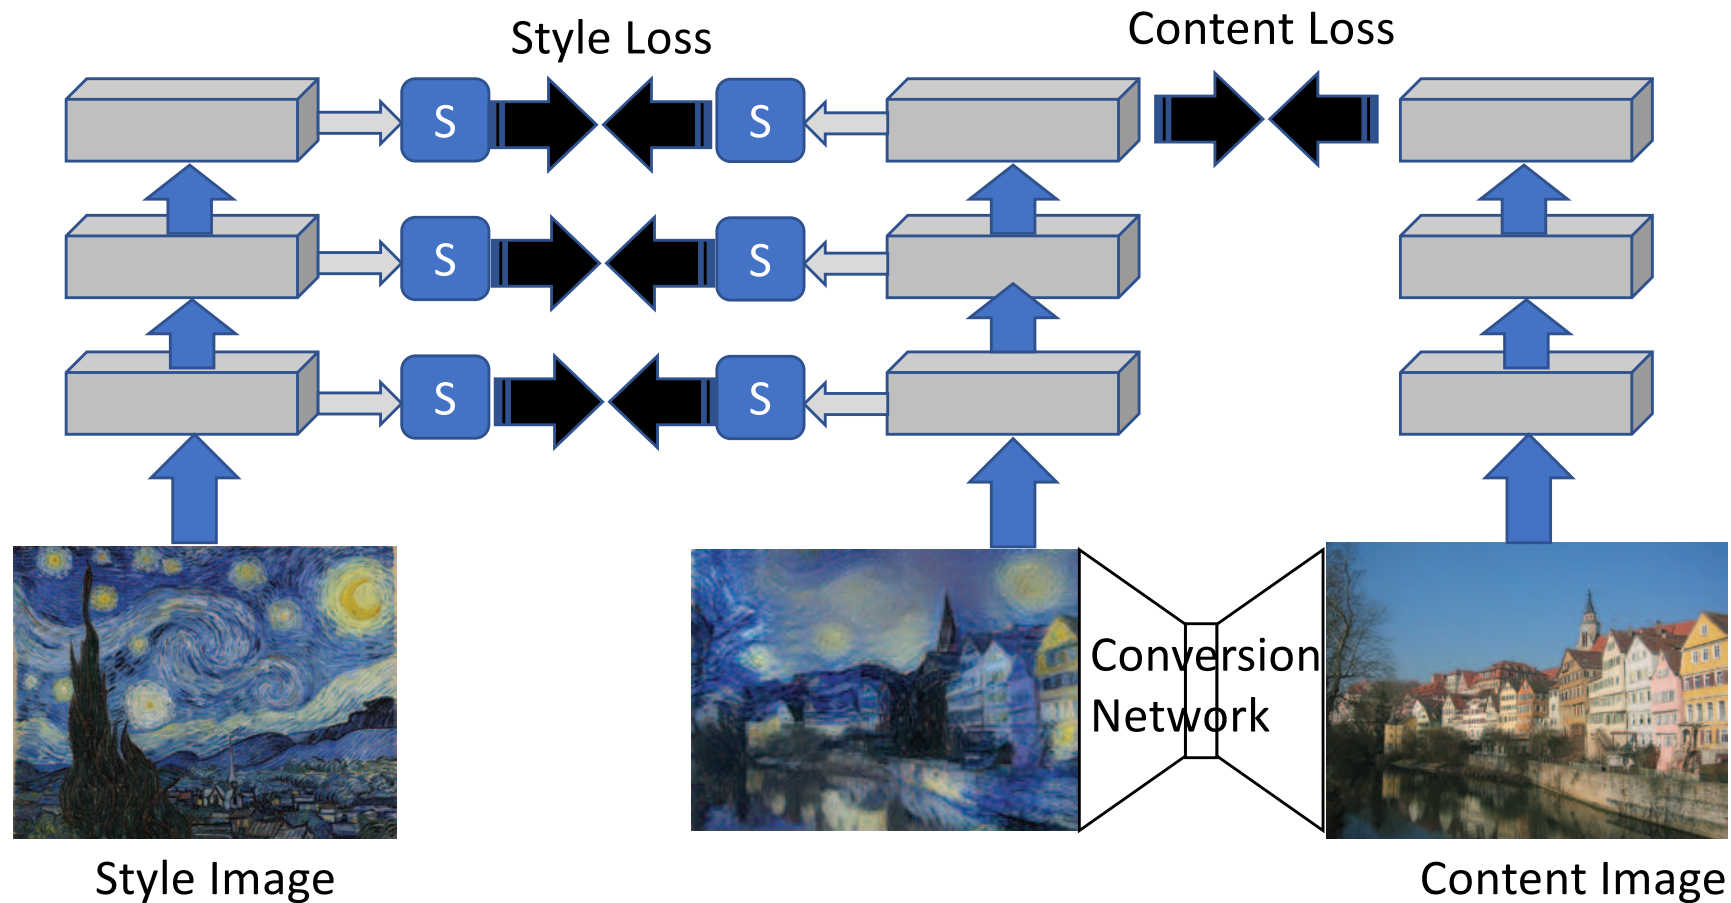 Style Loss
Content Loss
S
S
S
S
S
S
Conversion
Network
Style Image
Content Image